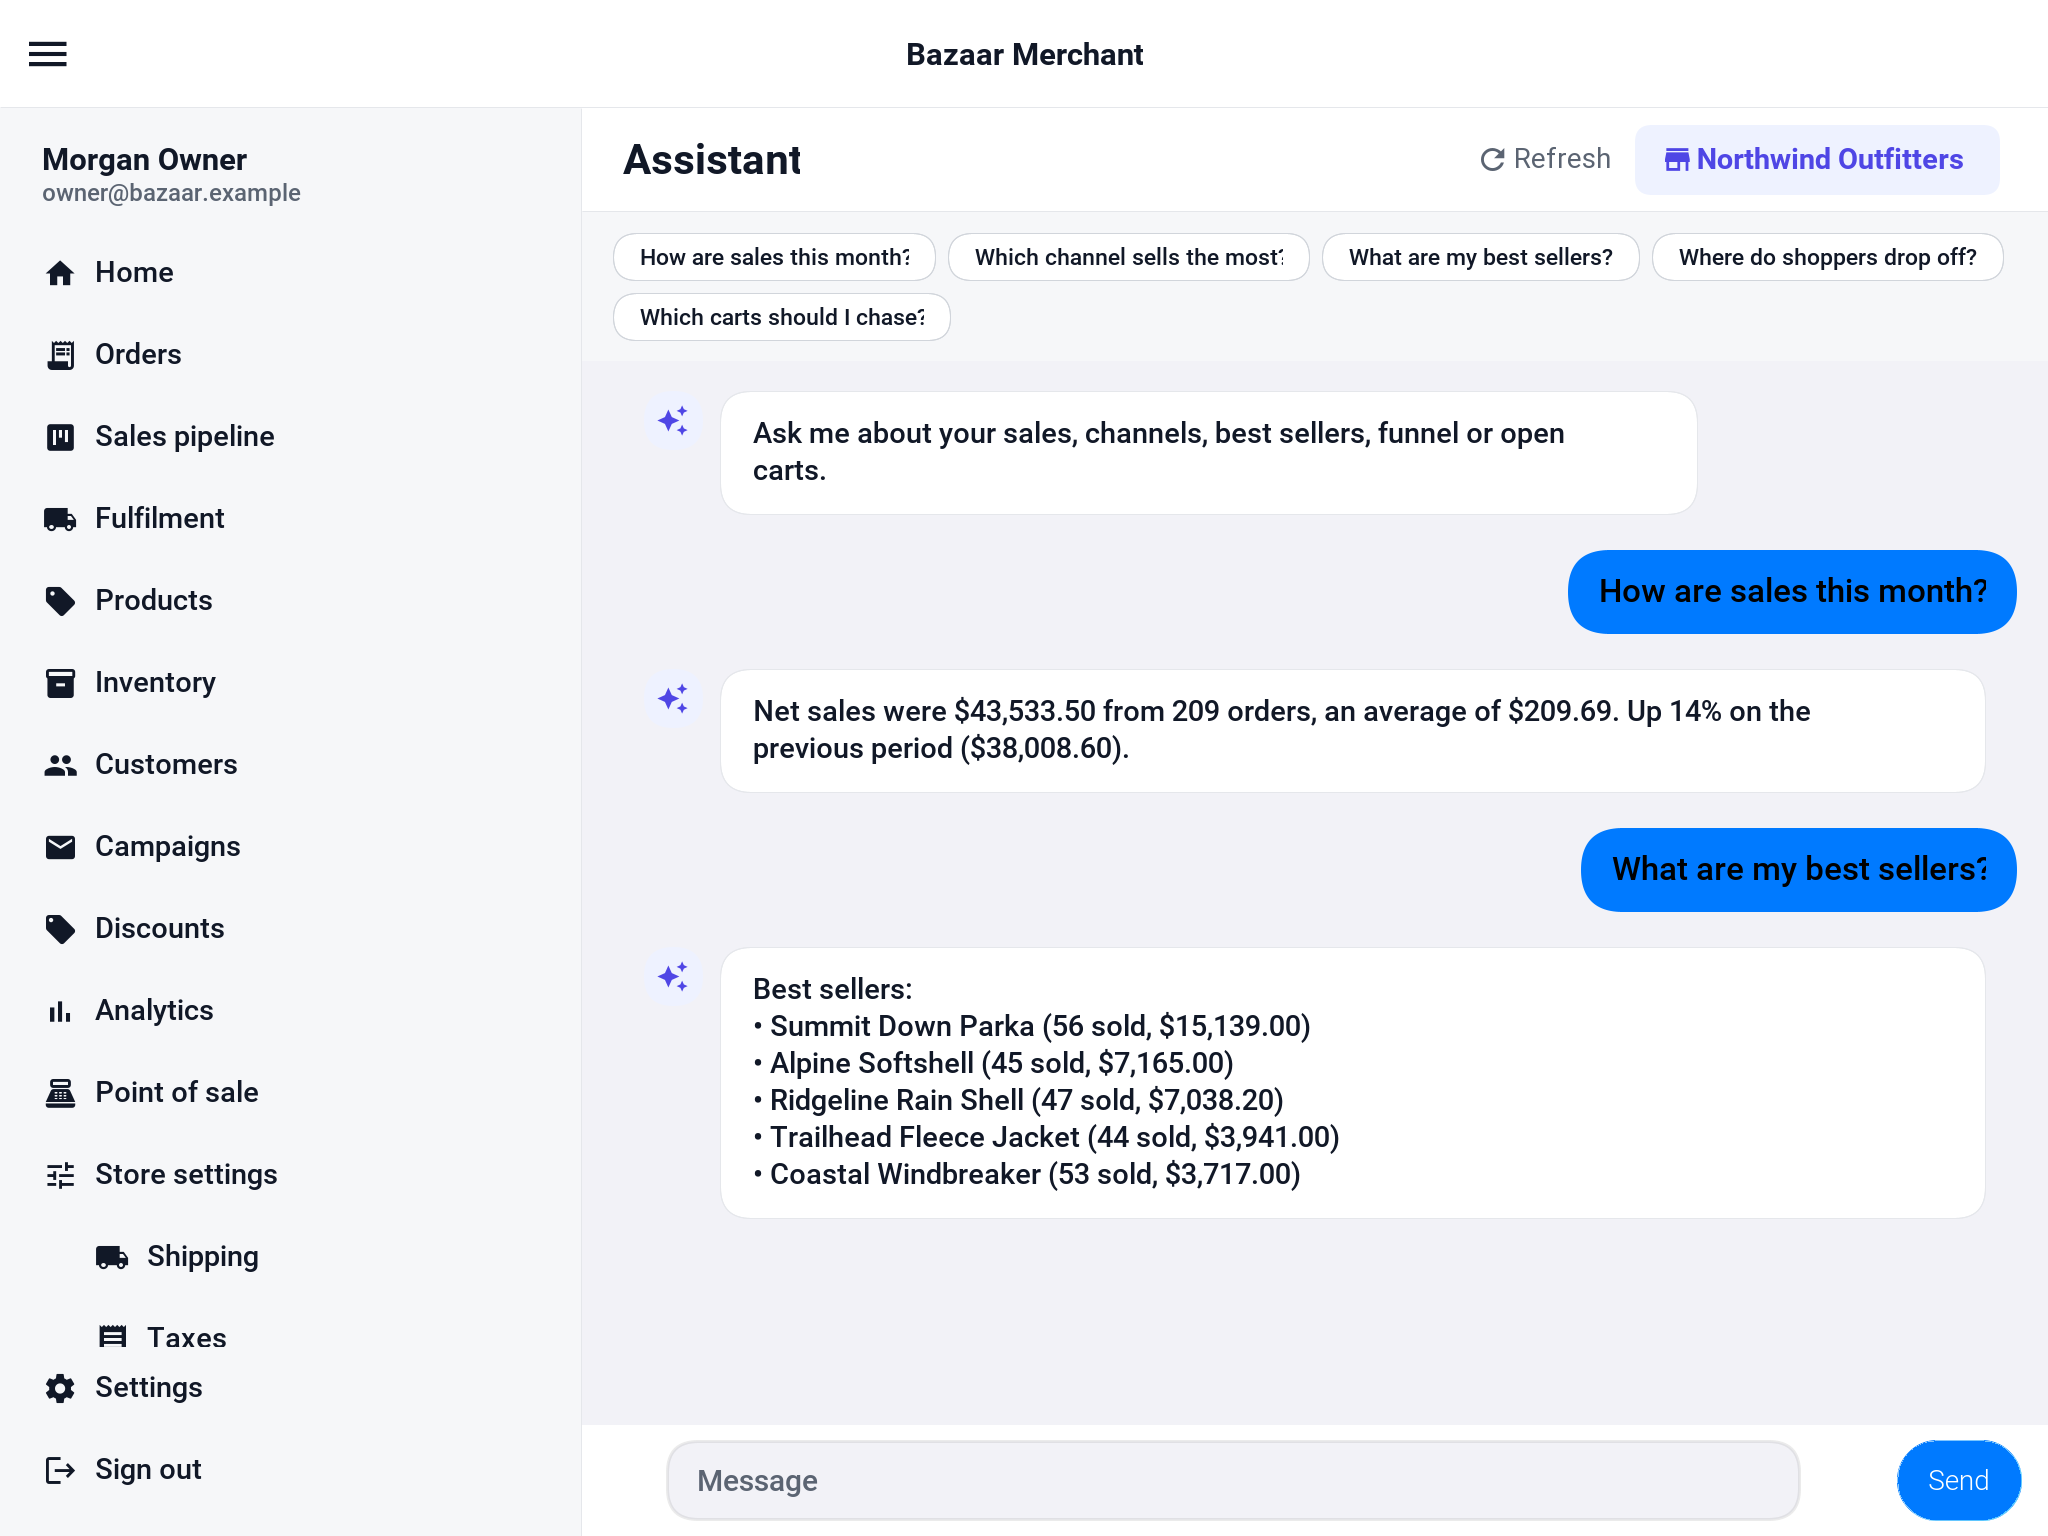 Bazaar Merchant
Morgan Owner
owner@bazaar.example
Home
Orders
Sales pipeline
Fulfilment
Products
Inventory
Customers
Campaigns
Discounts
Analytics
Point of sale
Store settings
Shipping
Taxes
Settings
Sign out
Assistant
Refresh
Northwind Outfitters
How are sales this month?
Which channel sells the most?
What are my best sellers?
Where do shoppers drop off?
Which carts should I chase?
Ask me about your sales, channels, best sellers, funnel or open
carts.
How are sales this month?
Net sales were $43,533.50 from 209 orders, an average of $209.69. Up 14% on the
previous period ($38,008.60).
What are my best sellers?
Best sellers:
• Summit Down Parka (56 sold, $15,139.00)
• Alpine Softshell (45 sold, $7,165.00)
• Ridgeline Rain Shell (47 sold, $7,038.20)
• Trailhead Fleece Jacket (44 sold, $3,941.00)
• Coastal Windbreaker (53 sold, $3,717.00)
Message
Send